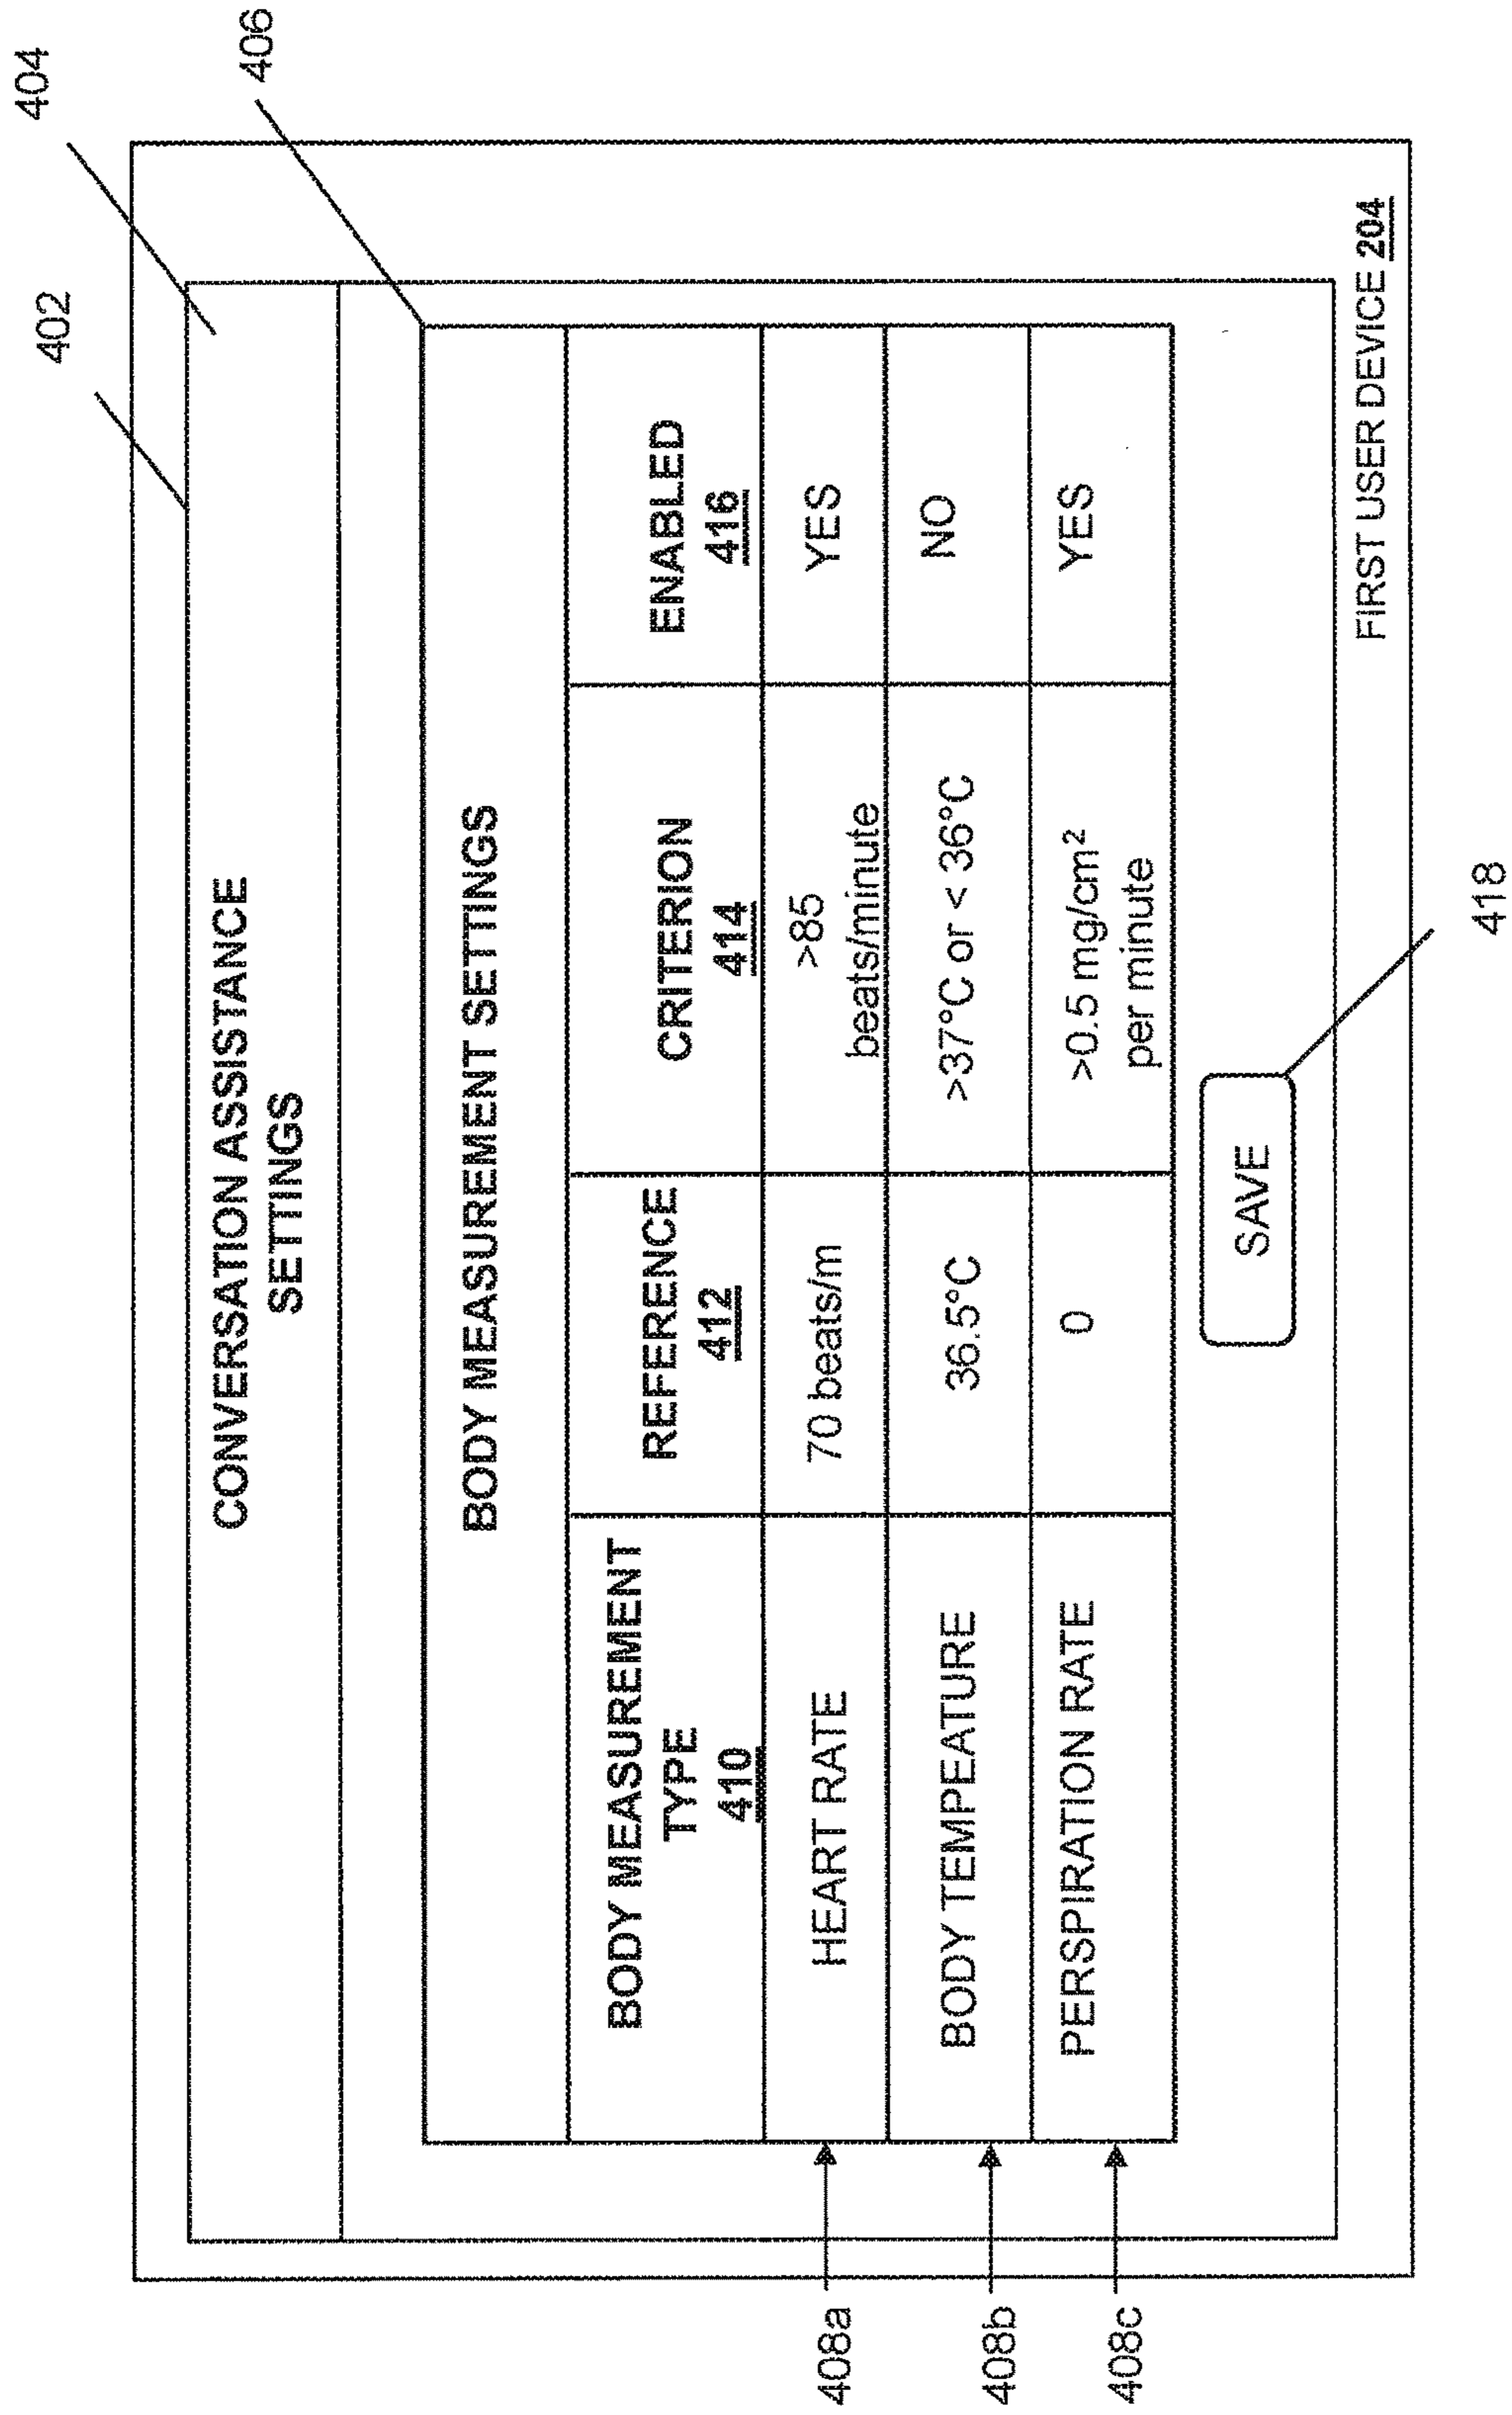 404
402
406
CONVERSATION ASSISTANCE
SETTINGS
BODY MEASUREMENT SETTINGS
BODY MEASUREMENT
TYPE
410
REFERENCE
412
CRITERION
414
ENABLED
416
408a
HEART RATE
70 beats/m
>85
beats/minute
YES
408b
BODY TEMPEATURE
36.5°C
>37°C or < 36°C
NO
408c
PERSPIRATION RATE
0
>0.5 mg/cm²
per minute
YES
SAVE
418
FIRST USER DEVICE 204